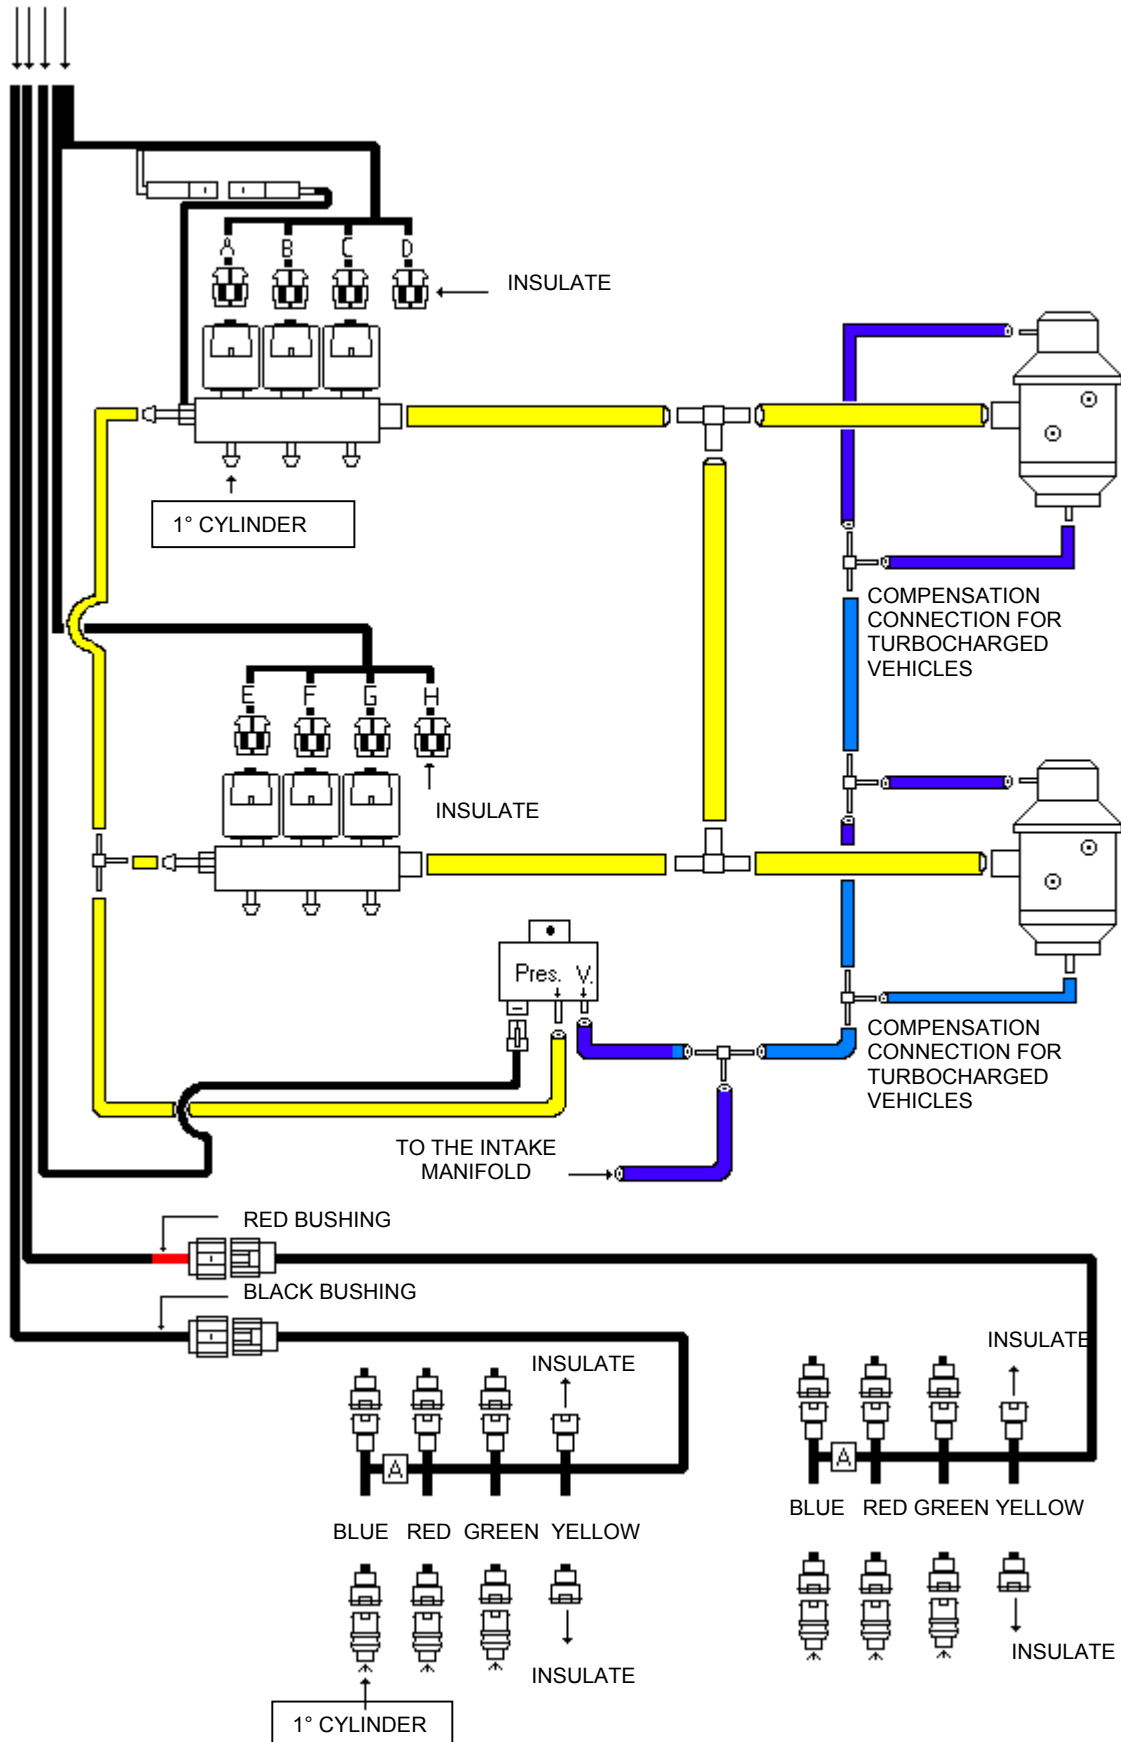 A B C D
INSULATE
1° CYLINDER
COMPENSATION
CONNECTION FOR
TURBOCHARGED
VEHICLES
E F G H
INSULATE
Pres. V.
COMPENSATION
CONNECTION FOR
TURBOCHARGED
VEHICLES
TO THE INTAKE
MANIFOLD
RED BUSHING
BLACK BUSHING
INSULATE
INSULATE
A
A
BLUE RED GREEN YELLOW
BLUE RED GREEN YELLOW
INSULATE
INSULATE
1° CYLINDER